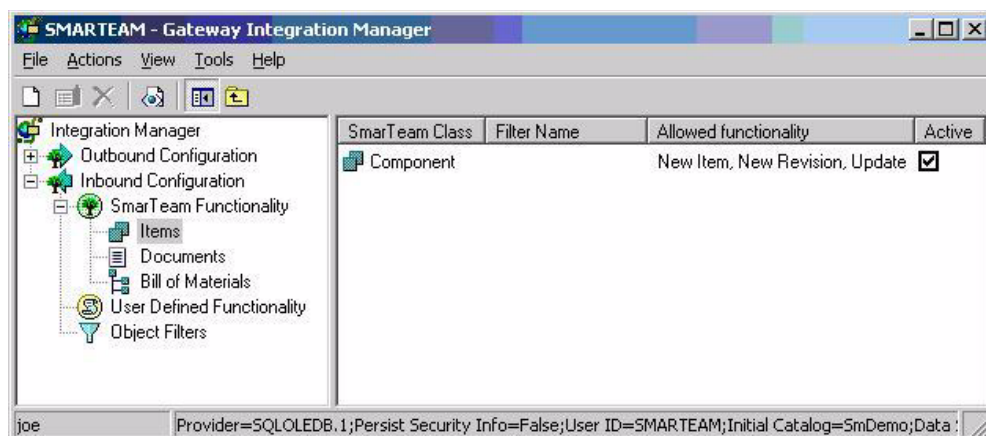 SMARTEAM - Gateway Integration Manager
File Actions View Tools Help
Integration Manager
Outbound Configuration
Inbound Configuration
SmarTeam Functionality
Items
Documents
Bill of Materials
User Defined Functionality
Object Filters
SmarTeam Class Filter Name Allowed functionality Active
Component New Item, New Revision, Update
joe Provider=SQLOLEDB.1;Persist Security Info=False;User ID=SMARTEAM;Initial Catalog=SmDemo;Data